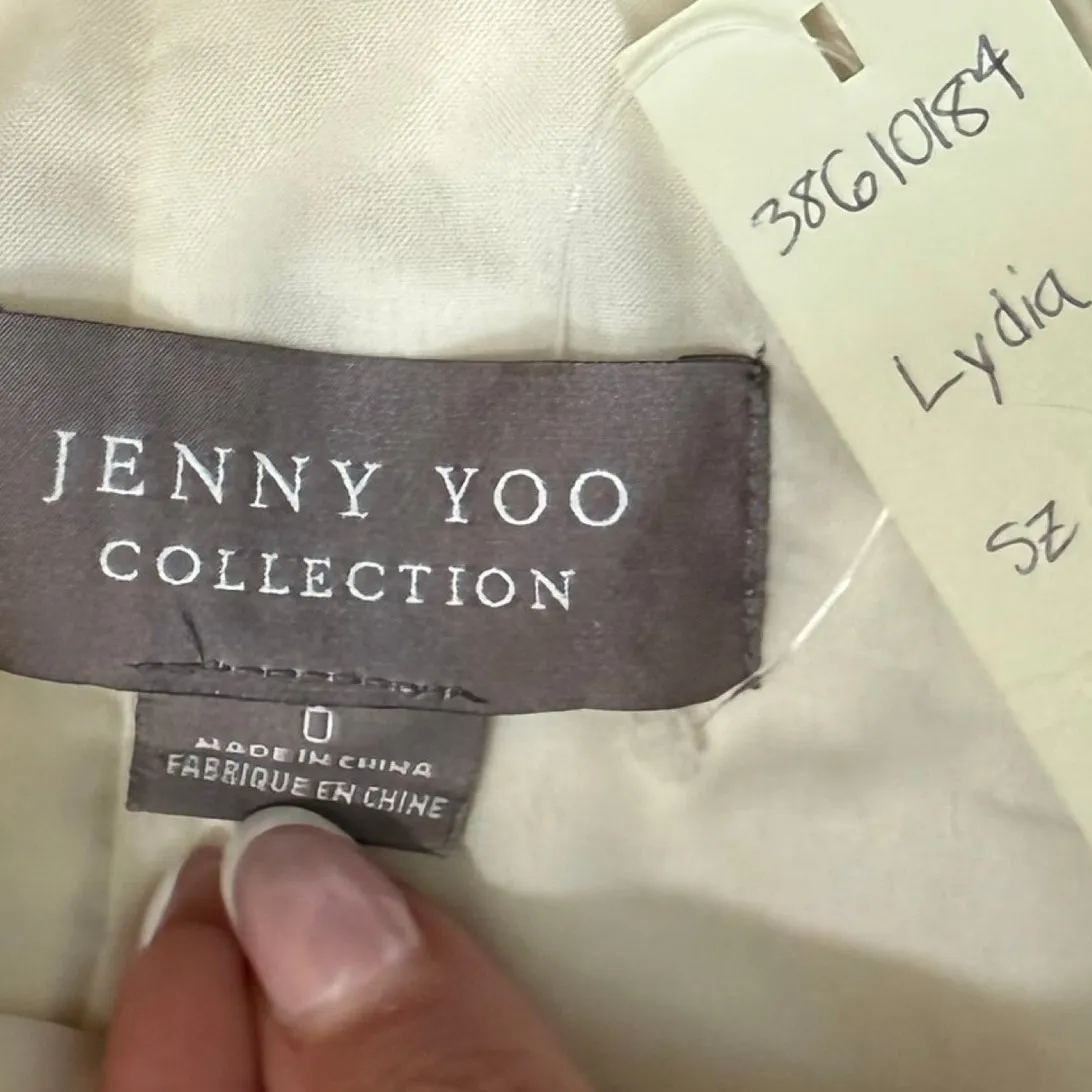 38610184
Lydia
SZ
JENNY YOO
COLLECTION
0
MADE IN CHINA
FABRIQUE EN CHINE